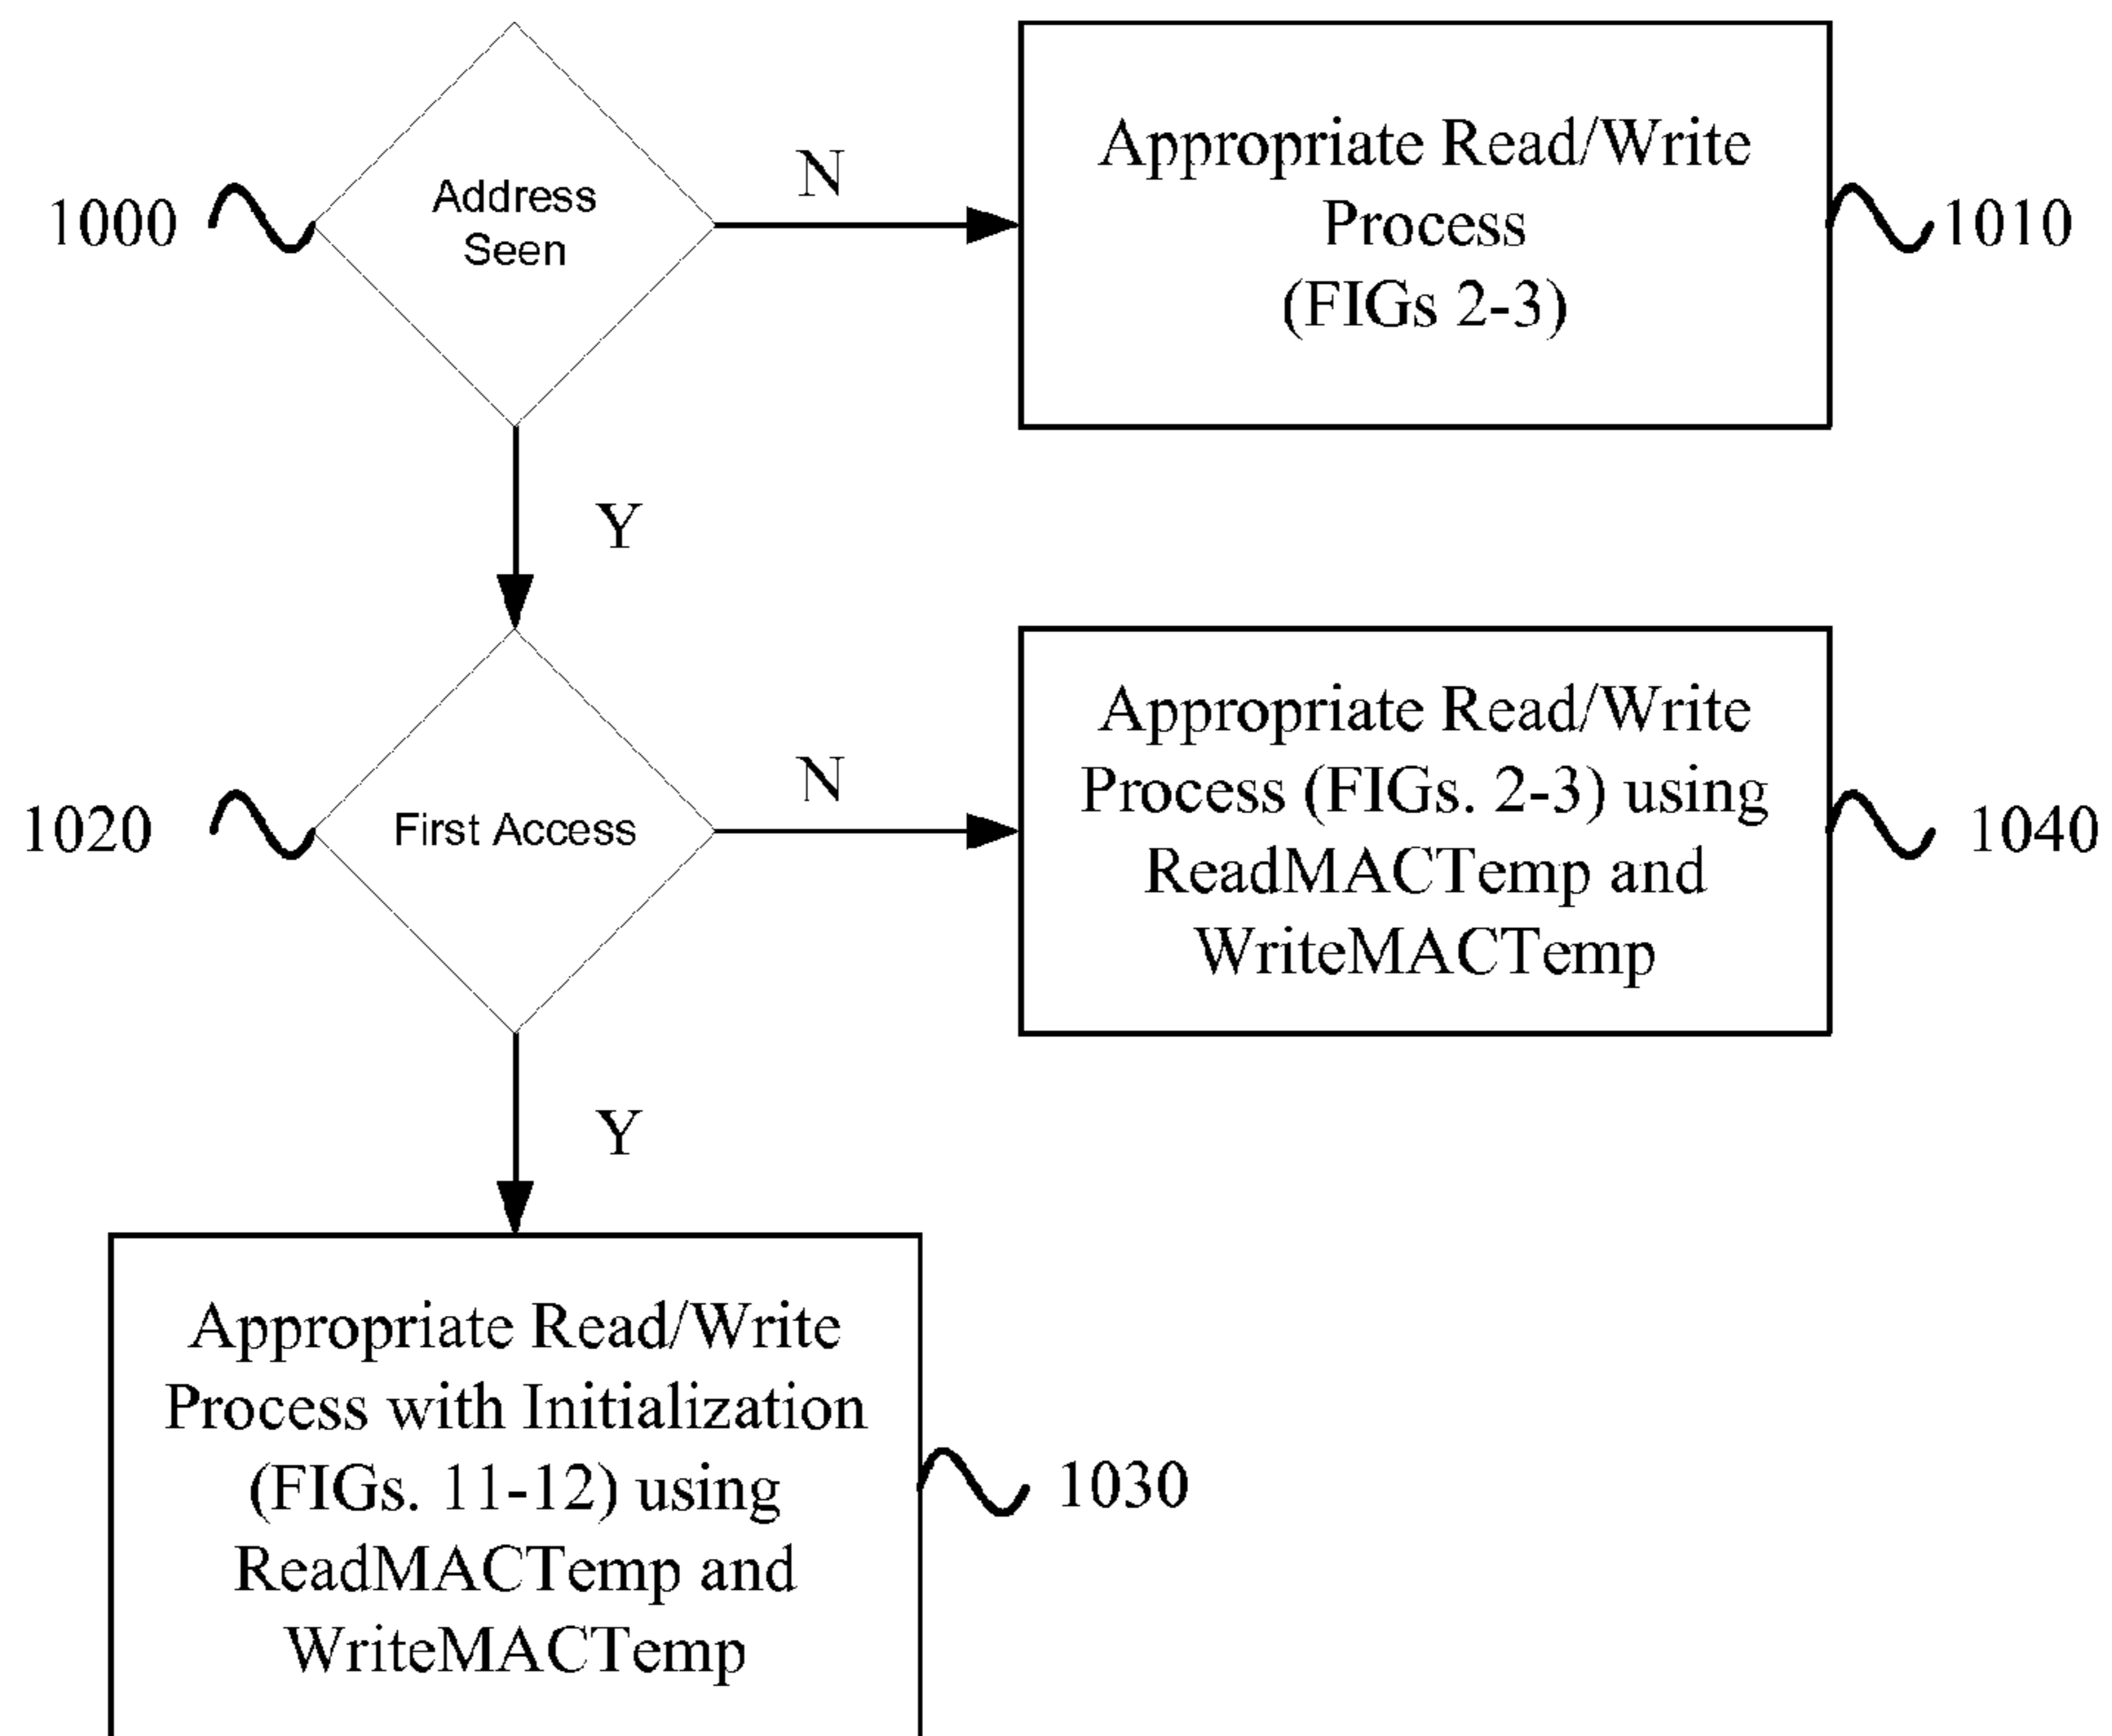 1000
Address
Seen
N
Appropriate Read/Write
Process
(FIGs 2-3)
1010
Y
1020
First Access
N
Appropriate Read/Write
Process (FIGs. 2-3) using
ReadMACTemp and
WriteMACTemp
1040
Y
Appropriate Read/Write
Process with Initialization
(FIGs. 11-12) using
ReadMACTemp and
WriteMACTemp
1030